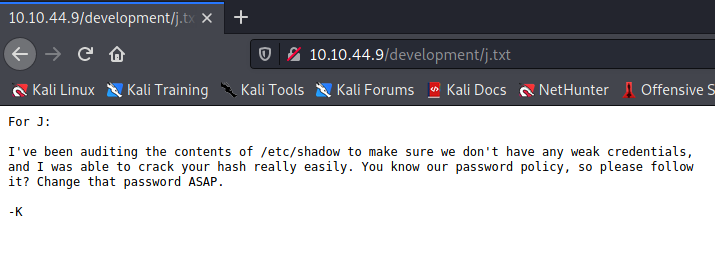 10.10.44.9/development/j.tx
10.10.44.9/development/j.txt
Kali Linux Kali Training Kali Tools Kali Forums Kali Docs NetHunter Offensive S
For J:
I've been auditing the contents of /etc/shadow to make sure we don't have any weak credentials,
and I was able to crack your hash really easily. You know our password policy, so please follow
it? Change that password ASAP.
-K